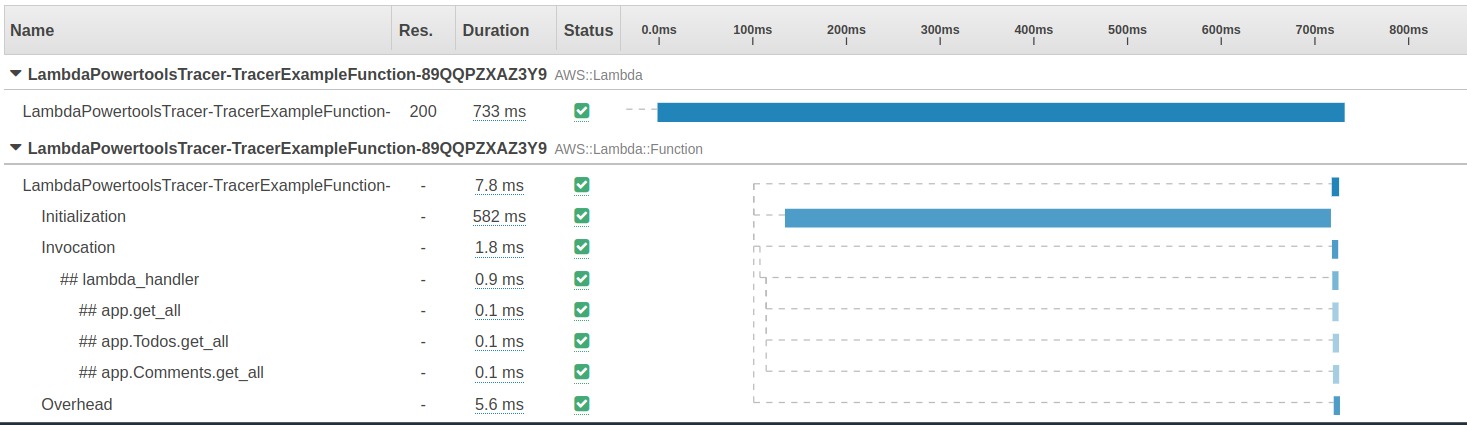 Name Res. Duration Status 0.0ms 100ms 200ms 300ms 400ms 500ms 600ms 700ms 800ms
LambdaPowertoolsTracer-TracerExampleFunction-89QQPZXAZ3Y9 AWS::Lambda
LambdaPowertoolsTracer-TracerExampleFunction- 200 733 ms
LambdaPowertoolsTracer-TracerExampleFunction-89QQPZXAZ3Y9 AWS::Lambda::Function
LambdaPowertoolsTracer-TracerExampleFunction- - 7.8 ms
Initialization - 582 ms
Invocation - 1.8 ms
## lambda_handler - 0.9 ms
## app.get_all - 0.1 ms
## app.Todos.get_all - 0.1 ms
## app.Comments.get_all - 0.1 ms
Overhead - 5.6 ms